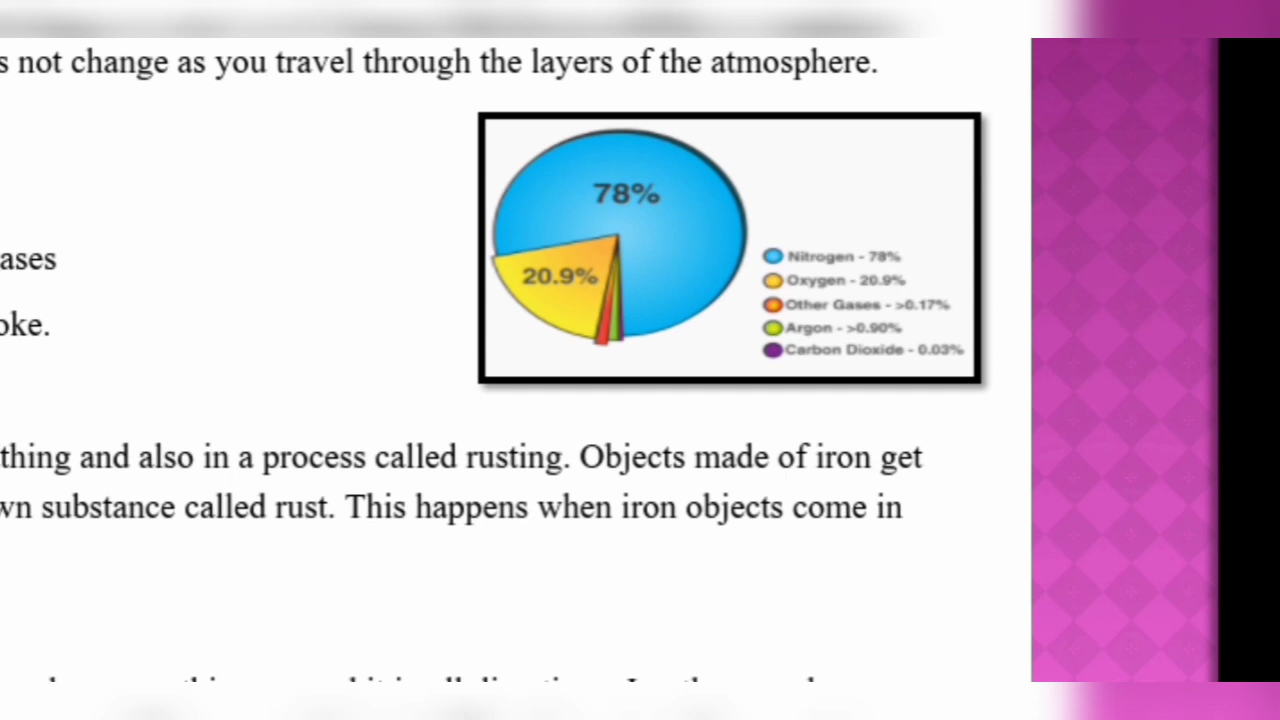 s not change as you travel through the layers of the atmosphere.
78%
20.9%
Nitrogen - 78%
Oxygen - 20.9%
Other Gases - >0.17%
Argon - >0.90%
Carbon Dioxide - 0.03%
ases
oke.
thing and also in a process called rusting. Objects made of iron get
wn substance called rust. This happens when iron objects come in